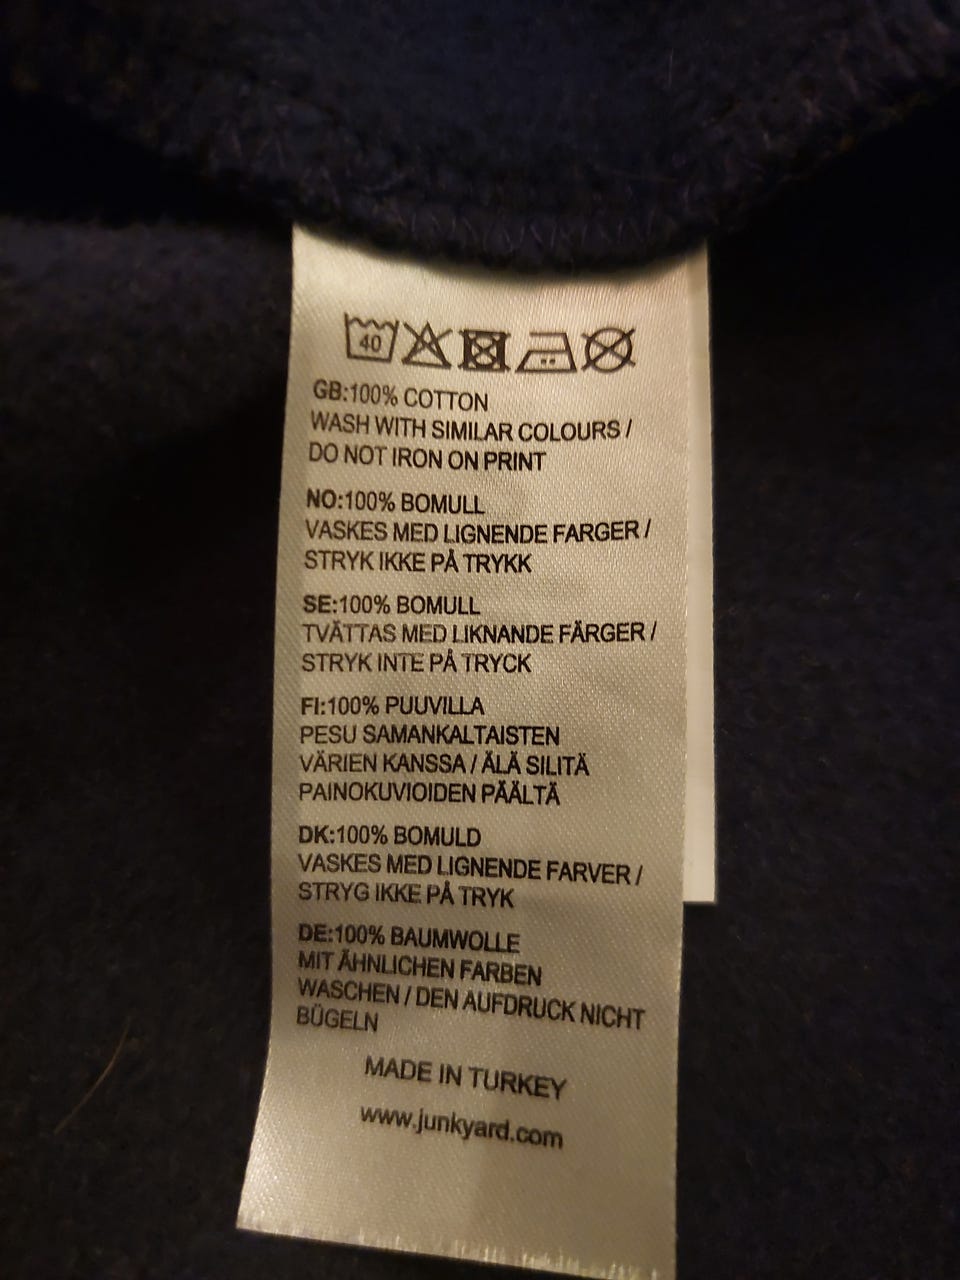 40
GB:100% COTTON
WASH WITH SIMILAR COLOURS /
DO NOT IRON ON PRINT
NO:100% BOMULL
VASKES MED LIGNENDE FARGER /
STRYK IKKE PÅ TRYKK
SE:100% BOMULL
TVÄTTAS MED LIKNANDE FÄRGER /
STRYK INTE PÅ TRYCK
FI:100% PUUVILLA
PESU SAMANKALTAISTEN
VÄRIEN KANSSA / ÄLÄ SILITÄ
PAINOKUVIOIDEN PÄÄLTÄ
DK:100% BOMULD
VASKES MED LIGNENDE FARVER /
STRYG IKKE PÅ TRYK
DE:100% BAUMWOLLE
MIT ÄHNLICHEN FARBEN
WASCHEN / DEN AUFDRUCK NICHT
BÜGELN
MADE IN TURKEY
www.junkyard.com